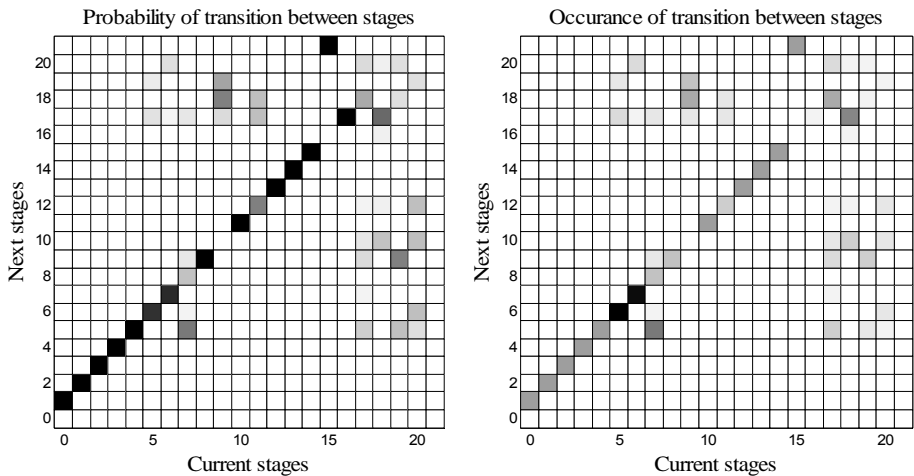 Probability of transition between stages
Next stages
20
18
16
14
12
10
8
6
4
2
0
0 5 10 15 20
Current stages
Occurance of transition between stages
Next stages
20
18
16
14
12
10
8
6
4
2
0
0 5 10 15 20
Current stages